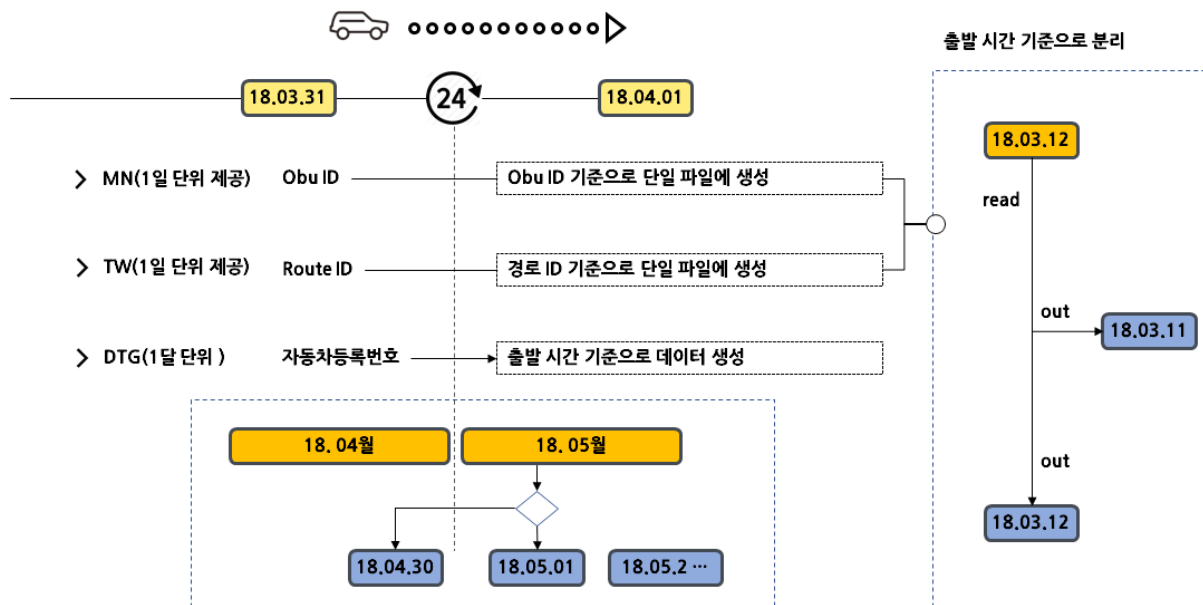 출발 시간 기준으로 분리
18.03.31
24
18.04.01
18.03.12
MN(1일 단위 제공) Obu ID Obu ID 기준으로 단일 파일에 생성
read
TW(1일 단위 제공) Route ID 경로 ID 기준으로 단일 파일에 생성
out
18.03.11
DTG(1달 단위 ) 자동차등록번호 출발 시간 기준으로 데이터 생성
18. 04월
18. 05월
out
18.03.12
18.04.30
18.05.01
18.05.2 …